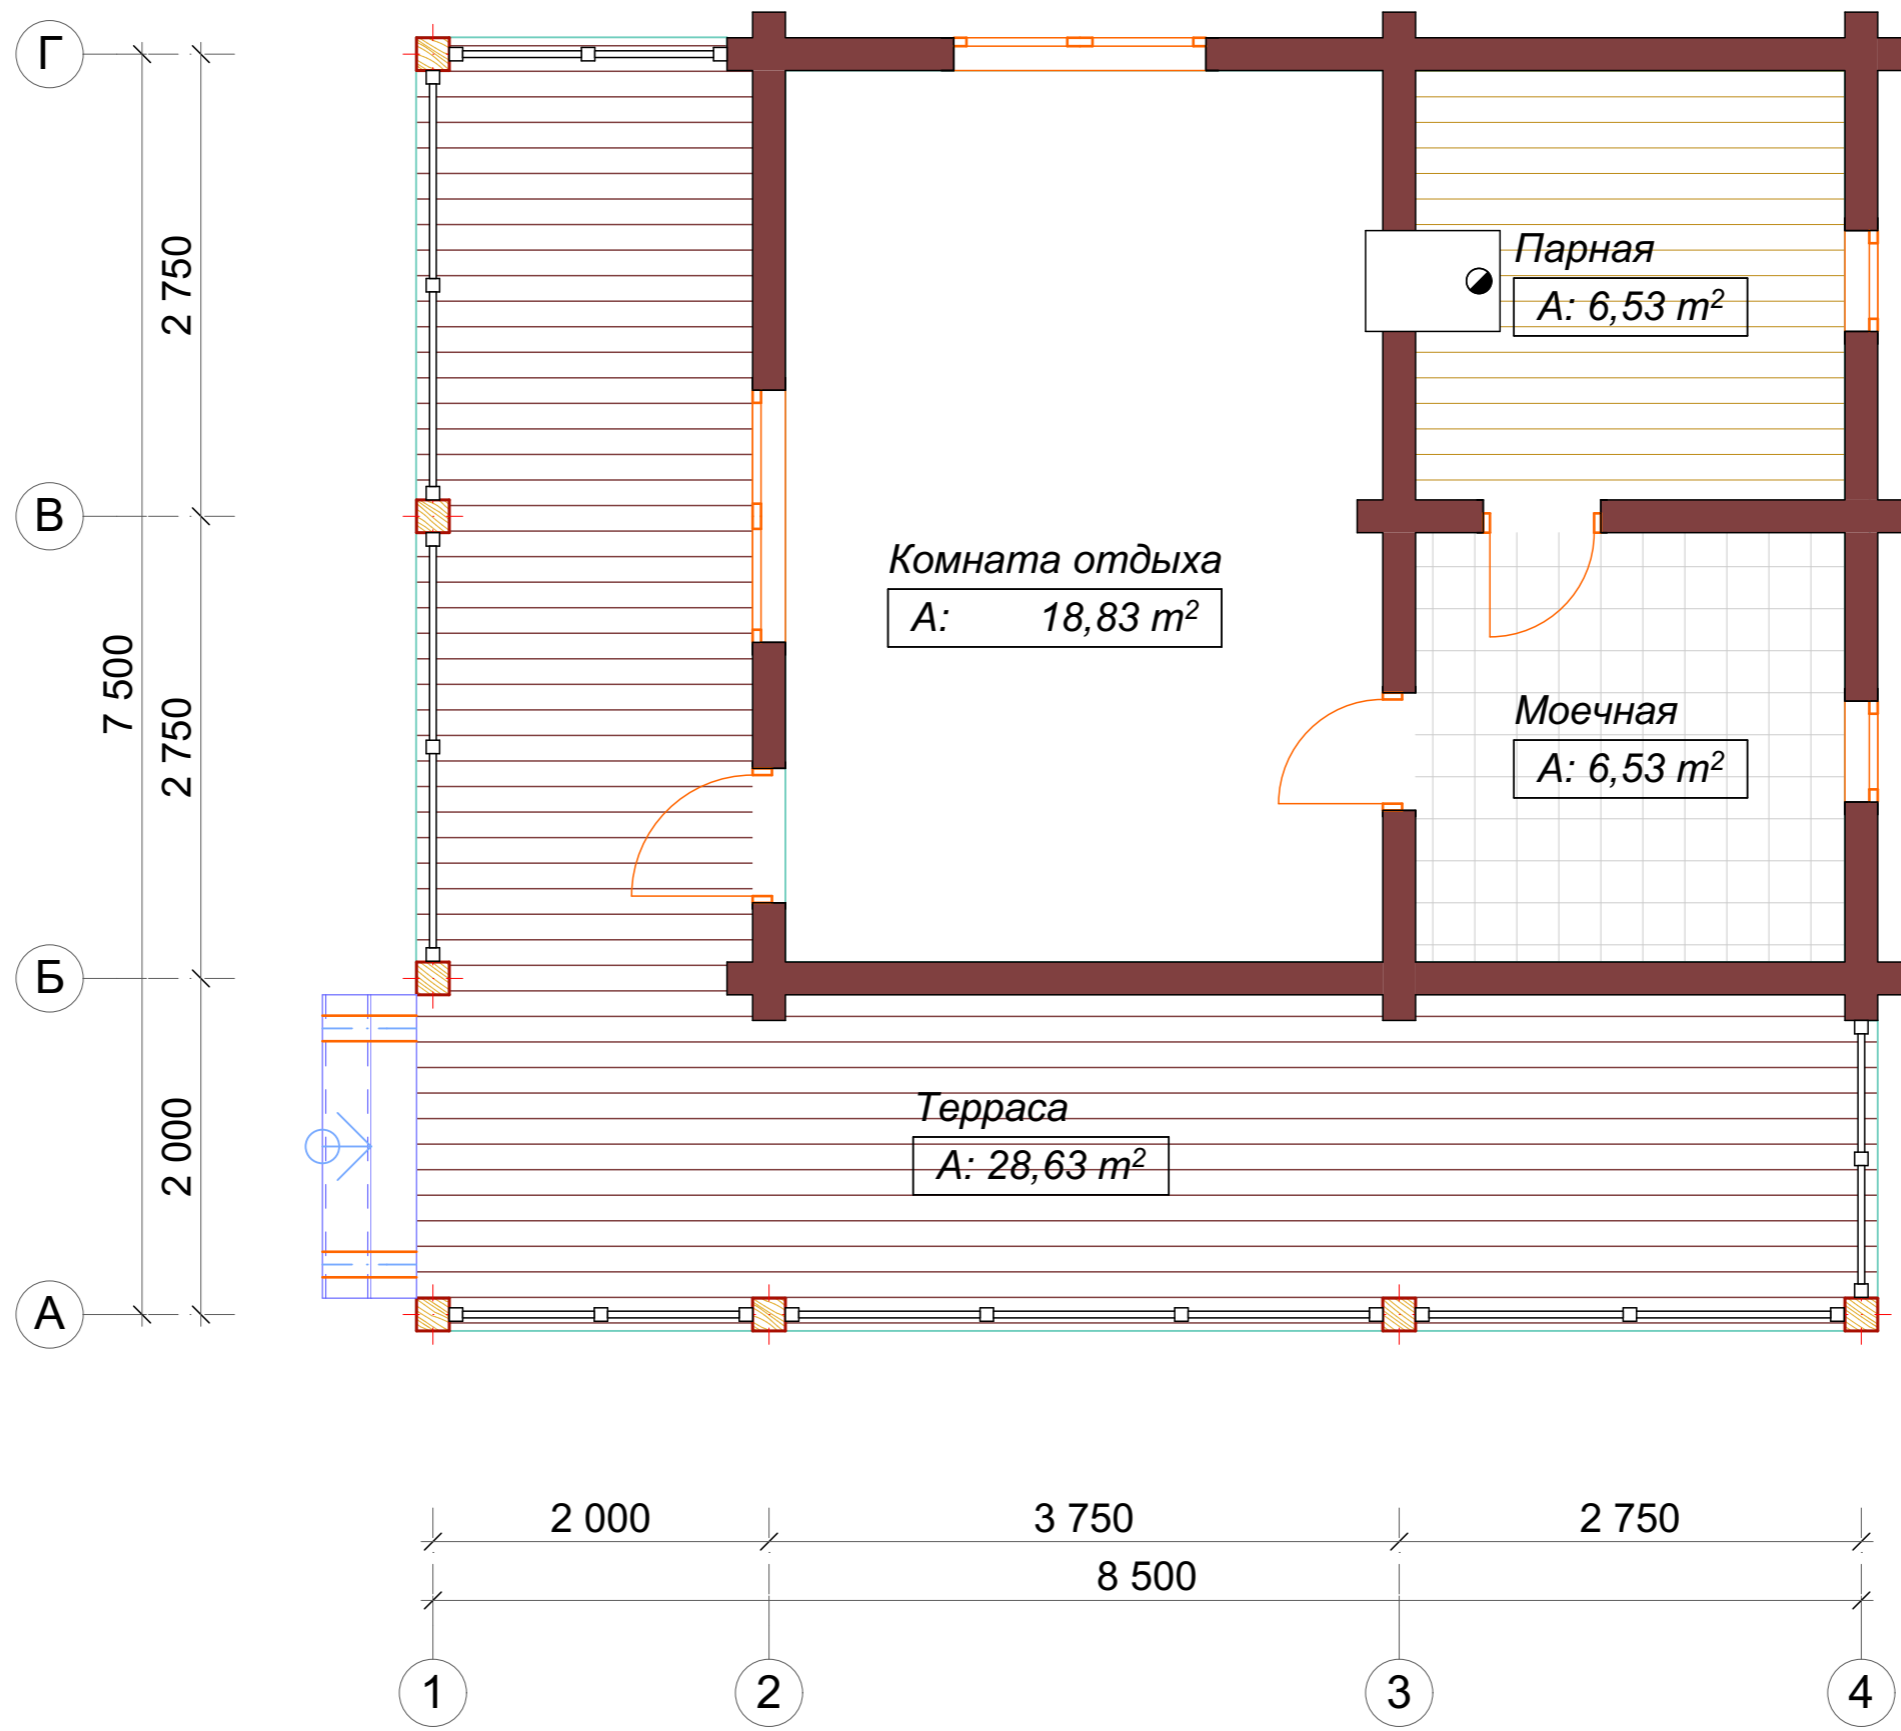 Г
2 750
Парная
A: 6,53 m²
В
Комната отдыха
A: 18,83 m²
7 500
2 750
Моечная
A: 6,53 m²
Б
2 000
Терраса
A: 28,63 m²
А
2 000 3 750 2 750
8 500
1 2 3 4